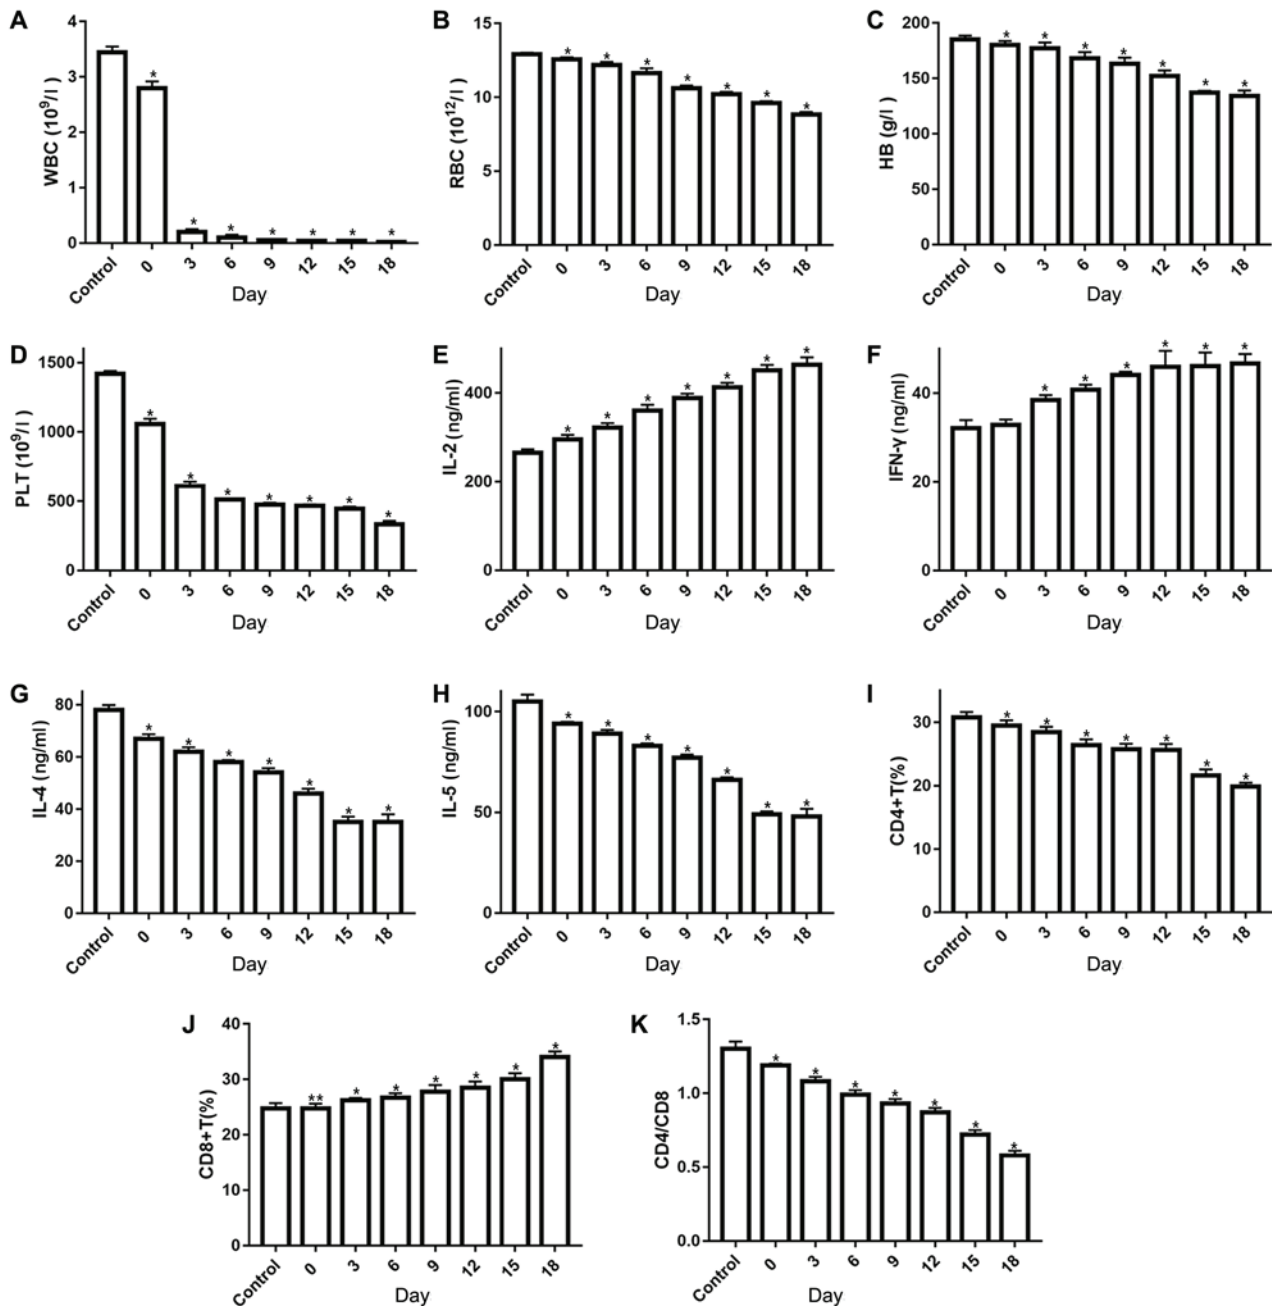 A
WBC (10⁹/l)
4
3
2
1
0
* * * * * * *
Control 0 3 6 9 12 15 18
Day
B
RBC (10¹²/l)
15
10
5
0
* * * * * * *
Control 0 3 6 9 12 15 18
Day
C
HB (g/l )
200
150
100
50
0
* * * * * * *
Control 0 3 6 9 12 15 18
Day
D
PLT (10⁹/l)
1500
1000
500
0
* * * * * * *
Control 0 3 6 9 12 15 18
Day
E
IL-2 (ng/ml)
400
200
0
* * * * * * *
Control 0 3 6 9 12 15 18
Day
F
IFN-γ (ng/ml)
40
20
0
* * * * * *
Control 0 3 6 9 12 15 18
Day
G
IL-4 (ng/ml)
80
60
40
20
0
* * * * * * *
Control 0 3 6 9 12 15 18
Day
H
IL-5 (ng/ml)
100
50
0
* * * * * * *
Control 0 3 6 9 12 15 18
Day
I
CD4+T(%)
30
20
10
0
* * * * * * *
Control 0 3 6 9 12 15 18
Day
J
CD8+T(%)
40
30
20
10
0
** * * * * * *
Control 0 3 6 9 12 15 18
Day
K
CD4/CD8
1.5
1.0
0.5
0.0
* * * * * * *
Control 0 3 6 9 12 15 18
Day